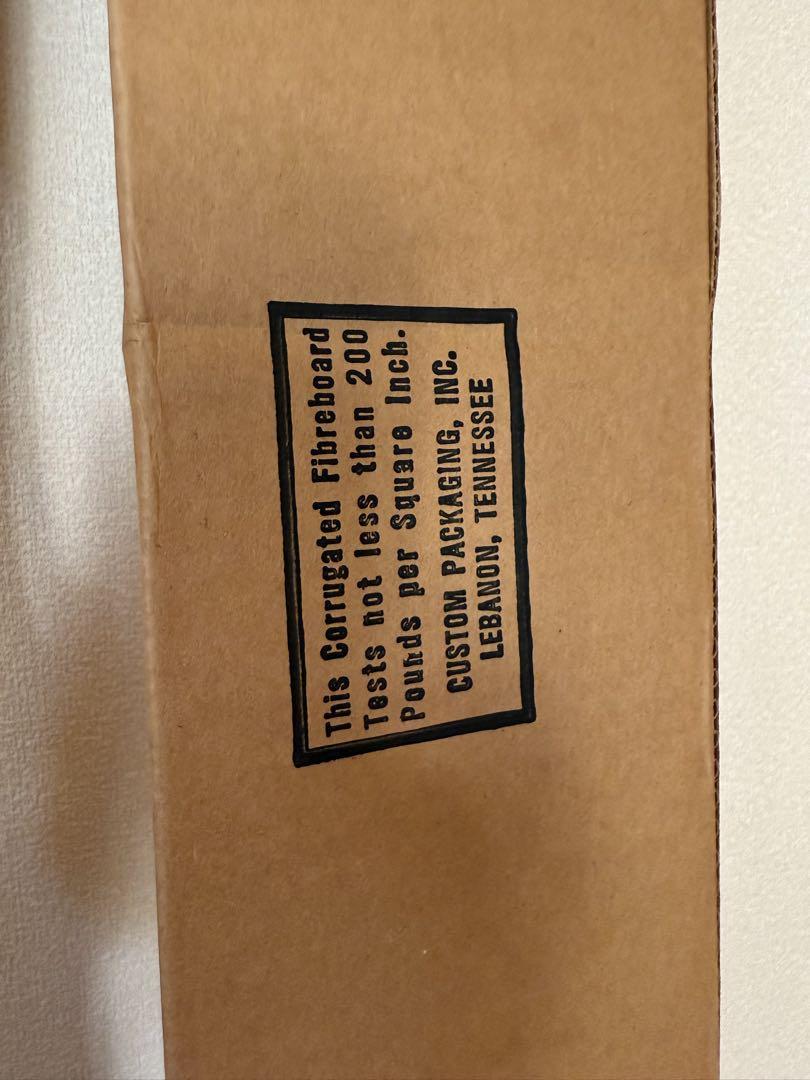 This Corrugated Fibreboard
Tests not less than 200
Pounds per Square Inch.
CUSTOM PACKAGING, INC.
LEBANON, TENNESSEE